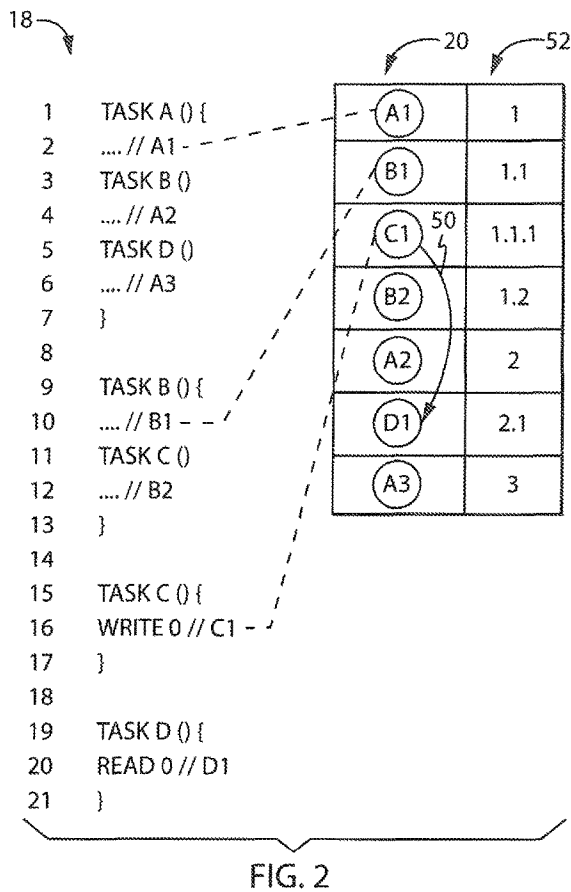 18
20
52
1 TASK A () {
2 .... // A1
3 TASK B ()
4 .... // A2
5 TASK D ()
6 .... // A3
7 }
8
9 TASK B () {
10 .... // B1
11 TASK C ()
12 .... // B2
13 }
14
15 TASK C () {
16 WRITE 0 // C1
17 }
18
19 TASK D () {
20 READ 0 // D1
21 }
A1 1
B1 1.1
C1 50 1.1.1
B2 1.2
A2 2
D1 2.1
A3 3
FIG. 2